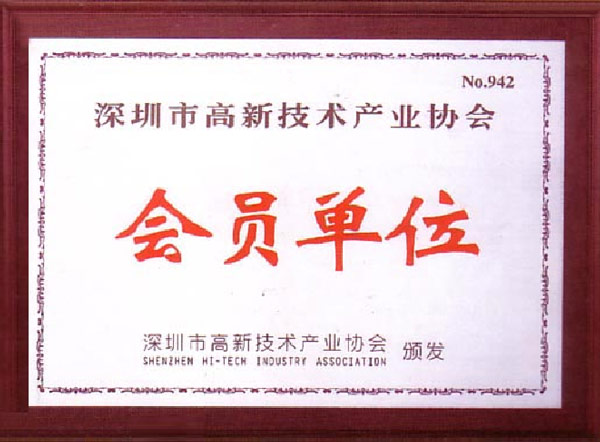 No.942
深圳市高新技术产业协会
会员单位
深圳市高新技术产业协会 颁发
SHENZHEN HI-TECH INDUSTRY ASSOCIATION